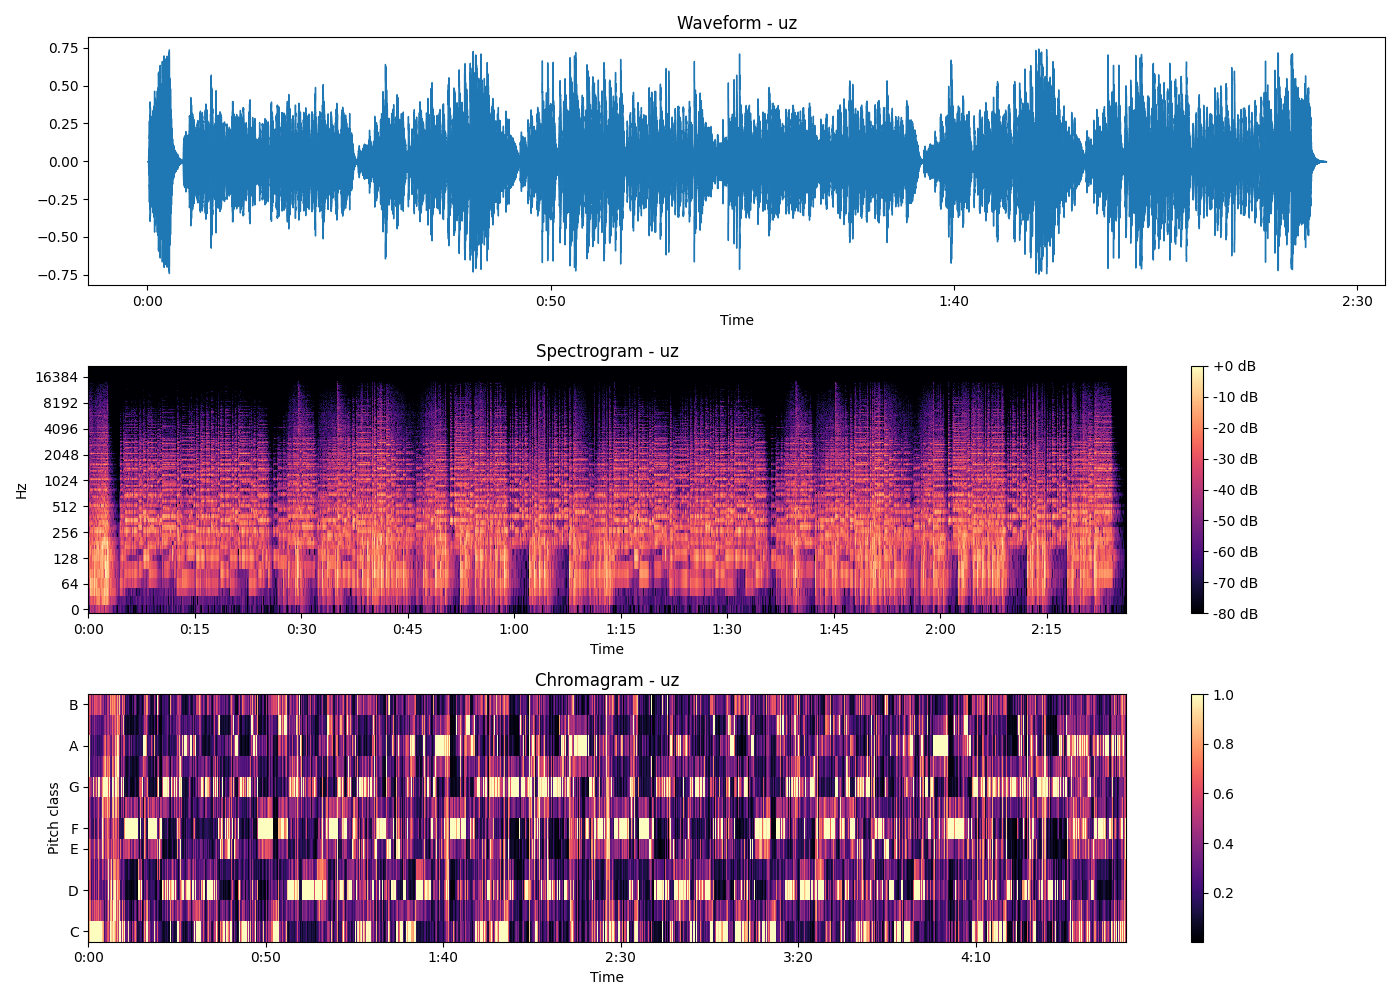 Waveform - uz
0.75
0.50
0.25
0.00
−0.25
−0.50
−0.75
0:00 0:50 1:40 2:30
Time
Spectrogram - uz
Hz
16384
8192
4096
2048
1024
512
256
128
64
0
0:00 0:15 0:30 0:45 1:00 1:15 1:30 1:45 2:00 2:15
Time
+0 dB
-10 dB
-20 dB
-30 dB
-40 dB
-50 dB
-60 dB
-70 dB
-80 dB
Chromagram - uz
Pitch class
B
A
G
F
E
D
C
0:00 0:50 1:40 2:30 3:20 4:10
Time
1.0
0.8
0.6
0.4
0.2